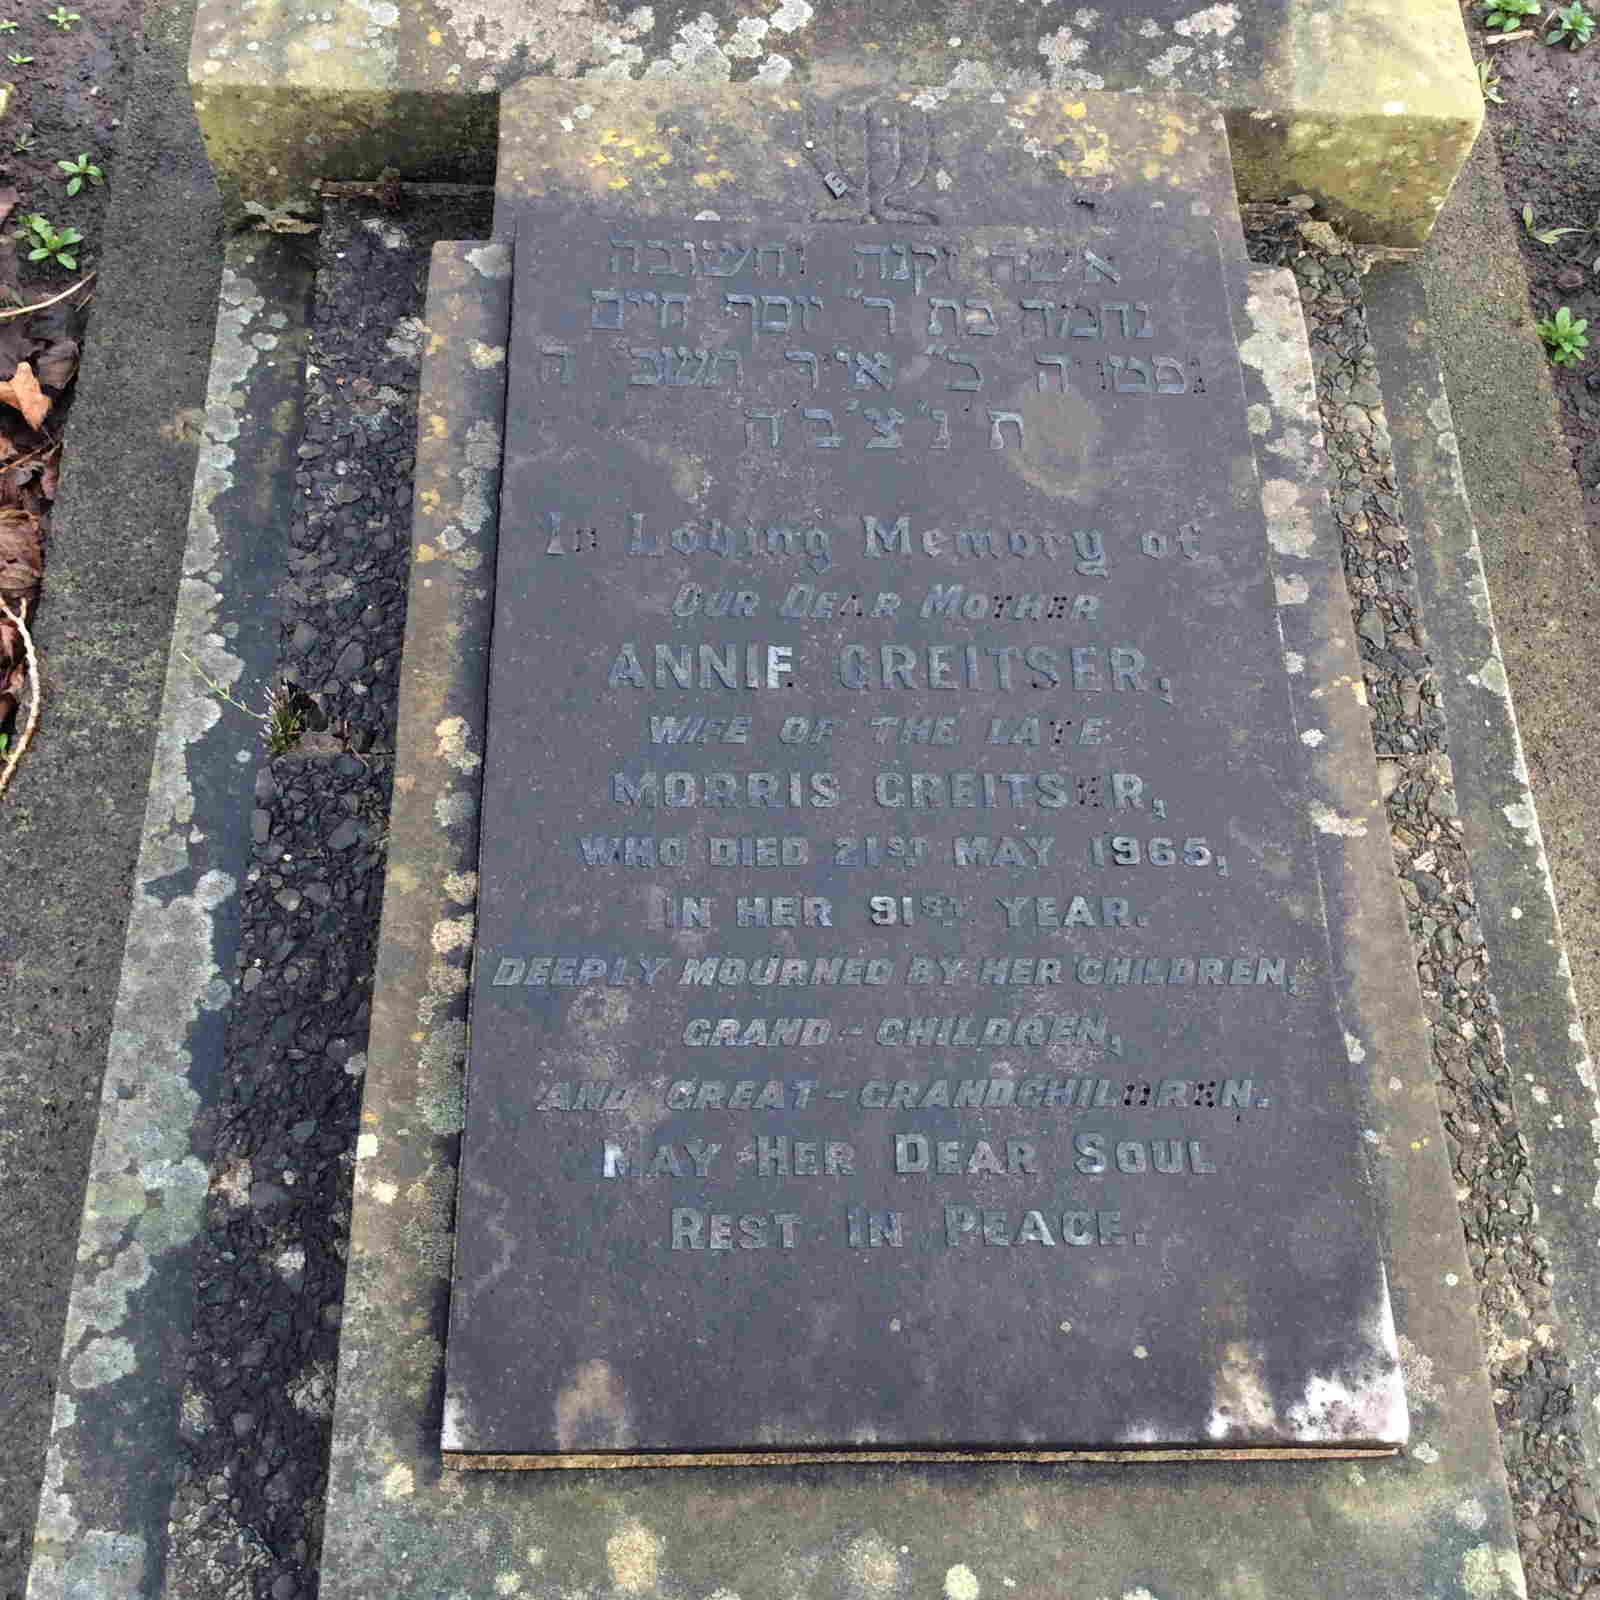 אשה זקנה וחשובה
נחמה בת ר׳ יוסף חיים
נפטרה כ׳ אייר תשכ׳ ה
ת׳ נ׳ צ׳ ב׳ ה
In Loving Memory of
OUR DEAR MOTHER
ANNIE GREITSER,
WIFE OF THE LATE
MORRIS GREITSER,
WHO DIED 21ST MAY 1965,
IN HER 91ST YEAR.
DEEPLY MOURNED BY HER CHILDREN,
GRAND-CHILDREN,
AND GREAT-GRANDCHILDREN.
MAY HER DEAR SOUL
REST IN PEACE.